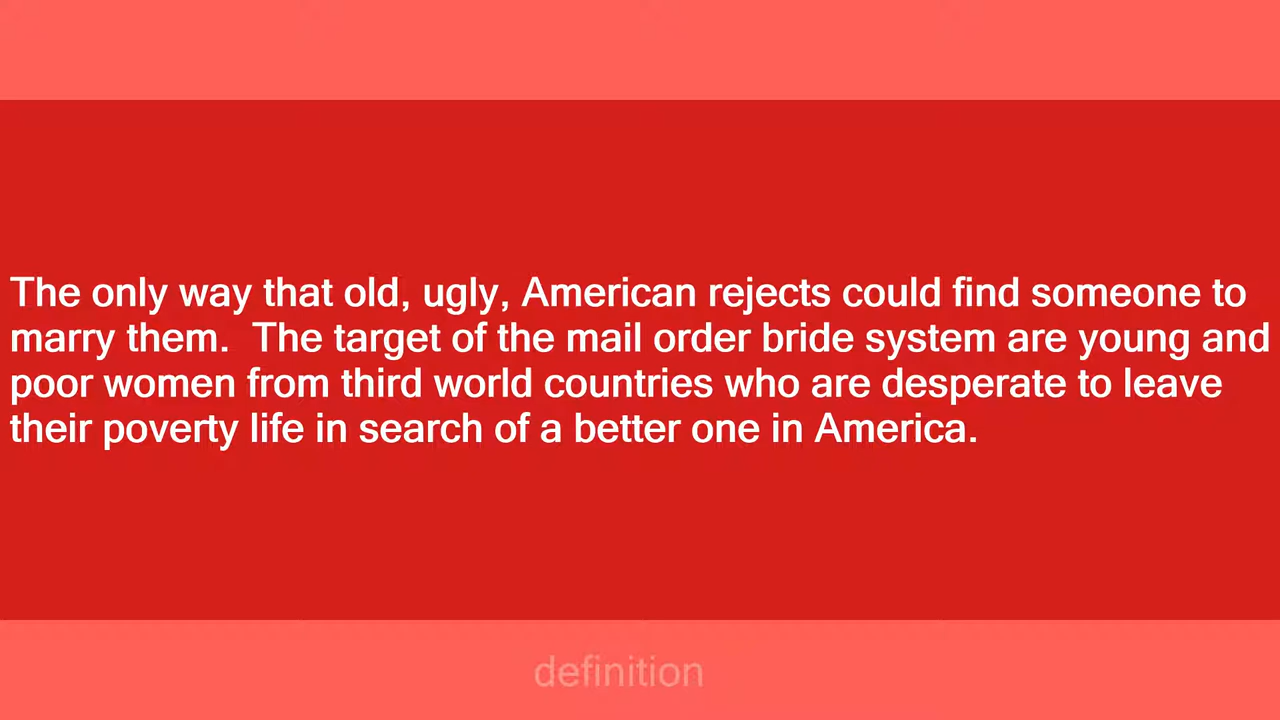 The only way that old, ugly, American rejects could find someone to
marry them.  The target of the mail order bride system are young and
poor women from third world countries who are desperate to leave
their poverty life in search of a better one in America.
definition